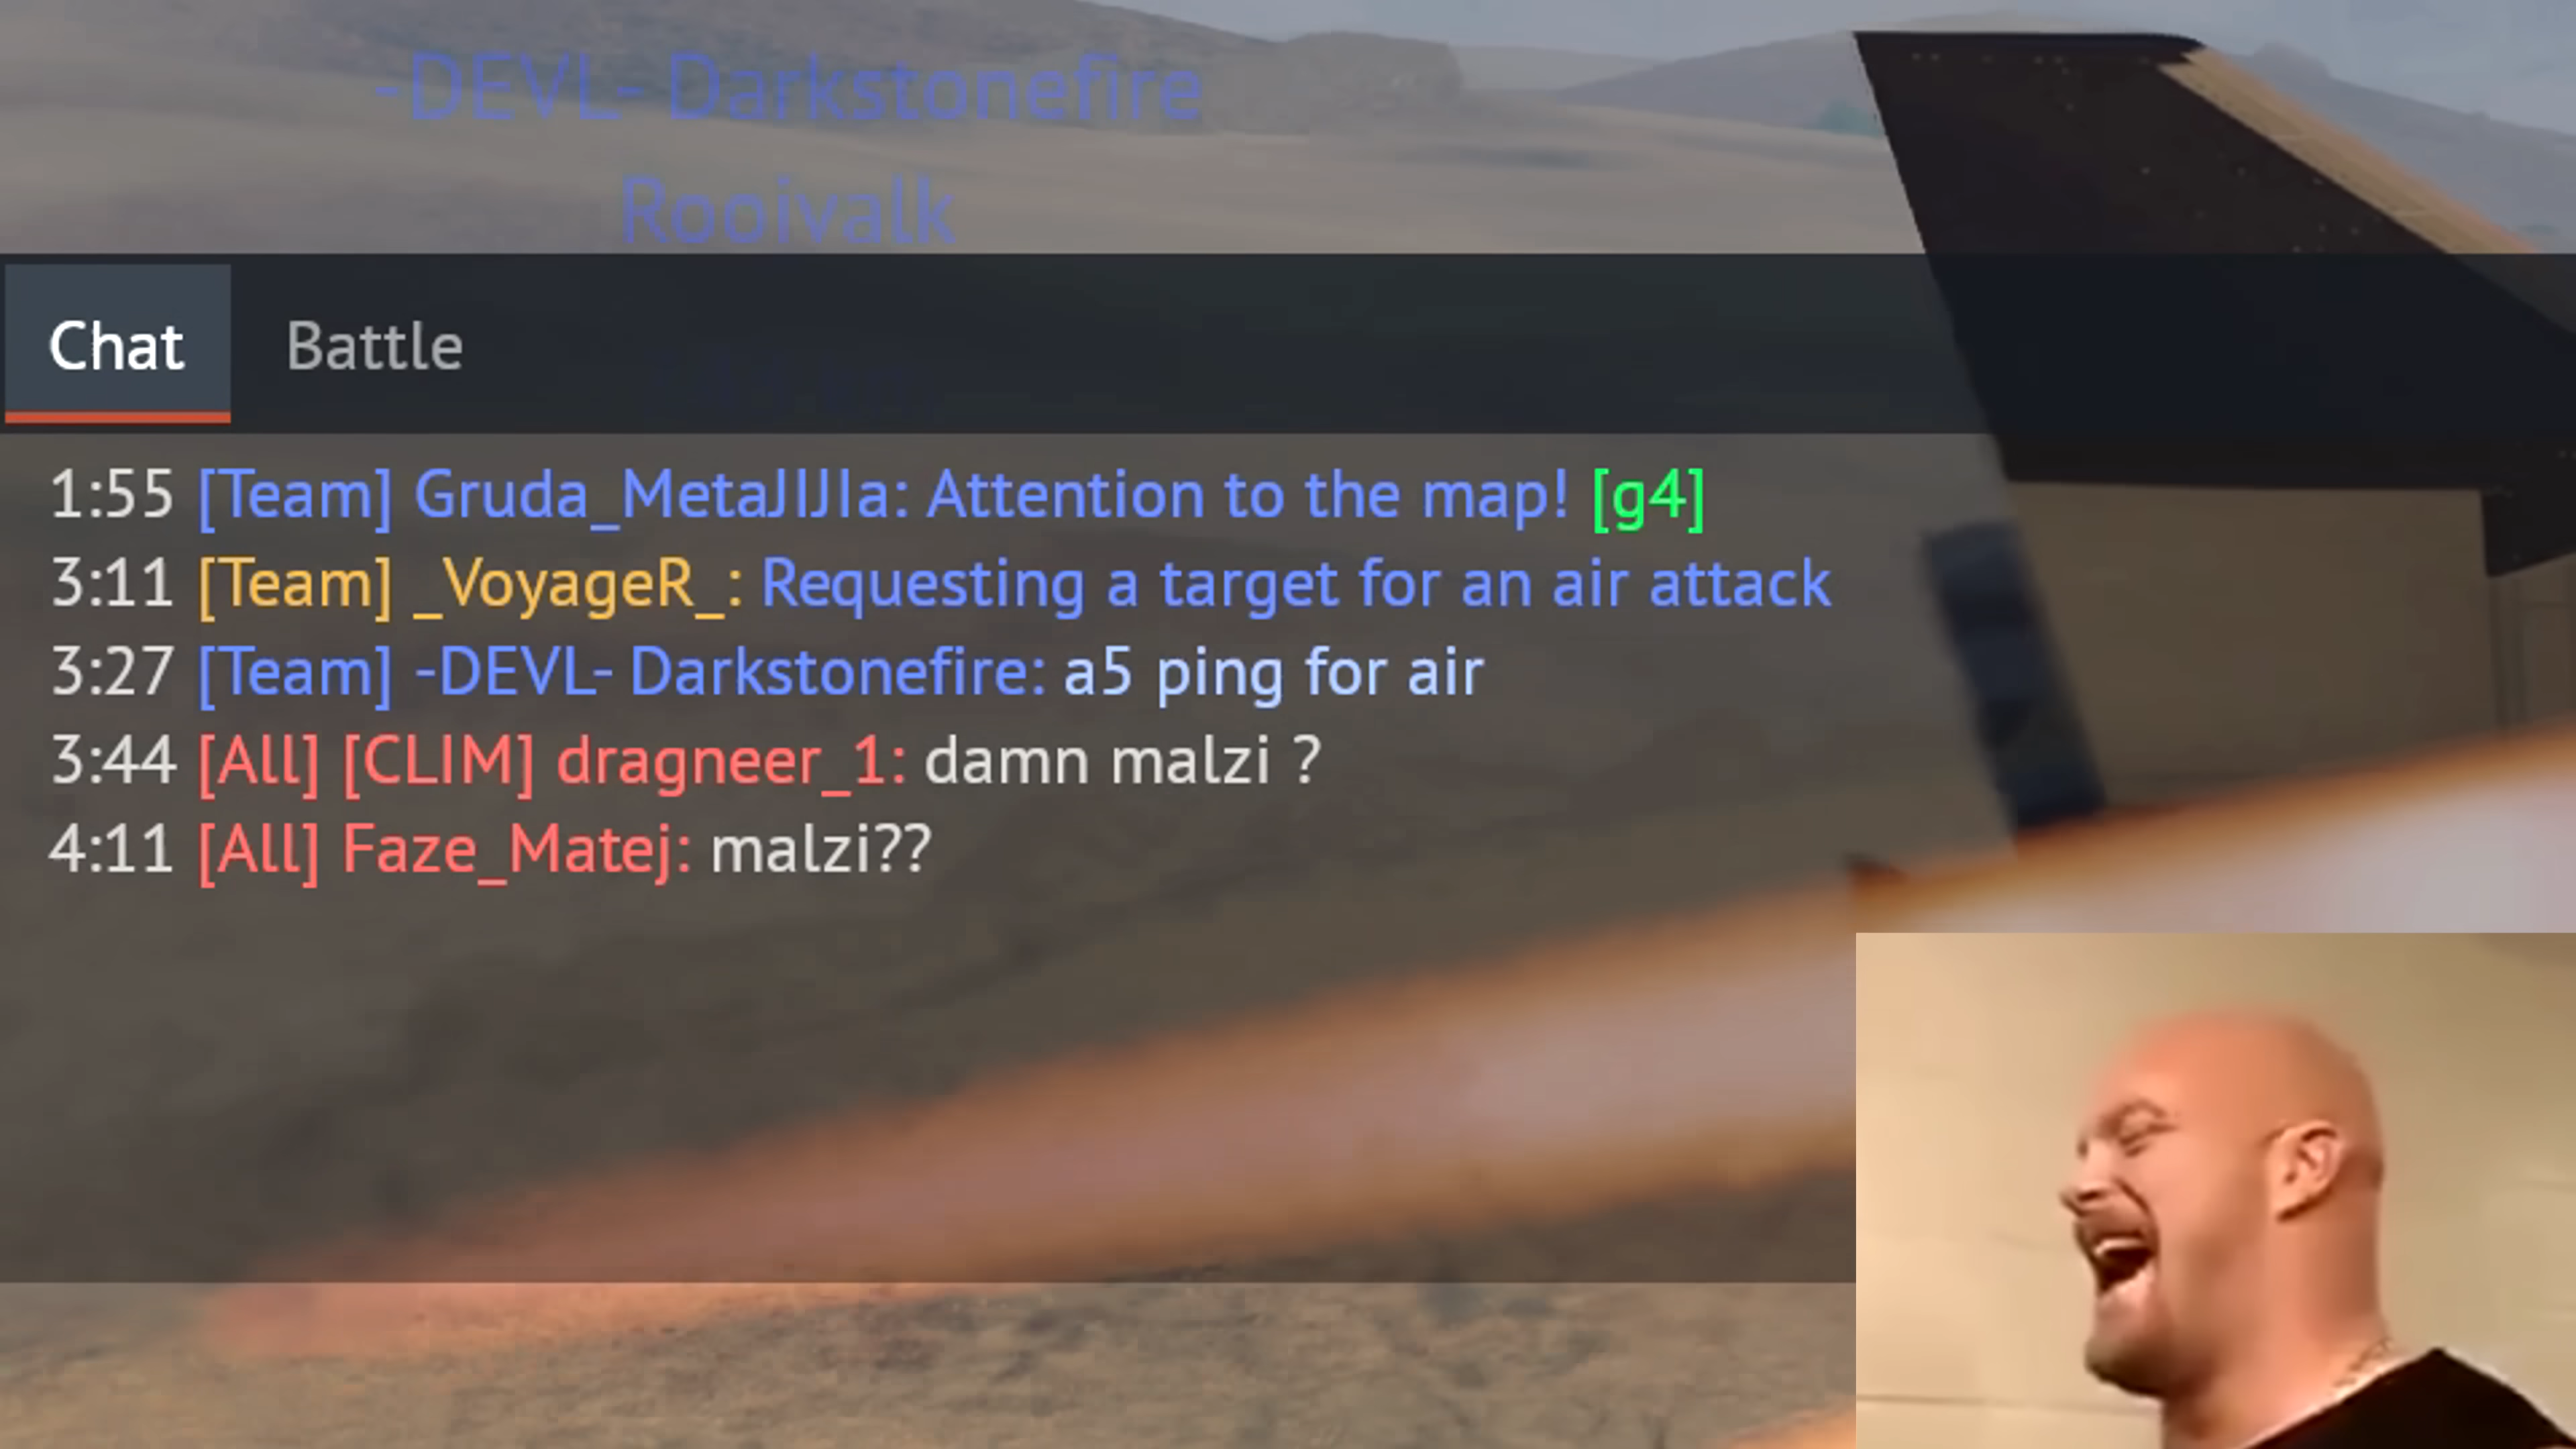 -DEVL- Darkstonefire
Rooivalk
Chat Battle
1:55 [Team] Gruda_MetaJIJIa: Attention to the map! [g4]
3:11 [Team] _VoyageR_: Requesting a target for an air attack
3:27 [Team] -DEVL- Darkstonefire: a5 ping for air
3:44 [All] [CLIM] dragneer_1: damn malzi ?
4:11 [All] Faze_Matej: malzi??